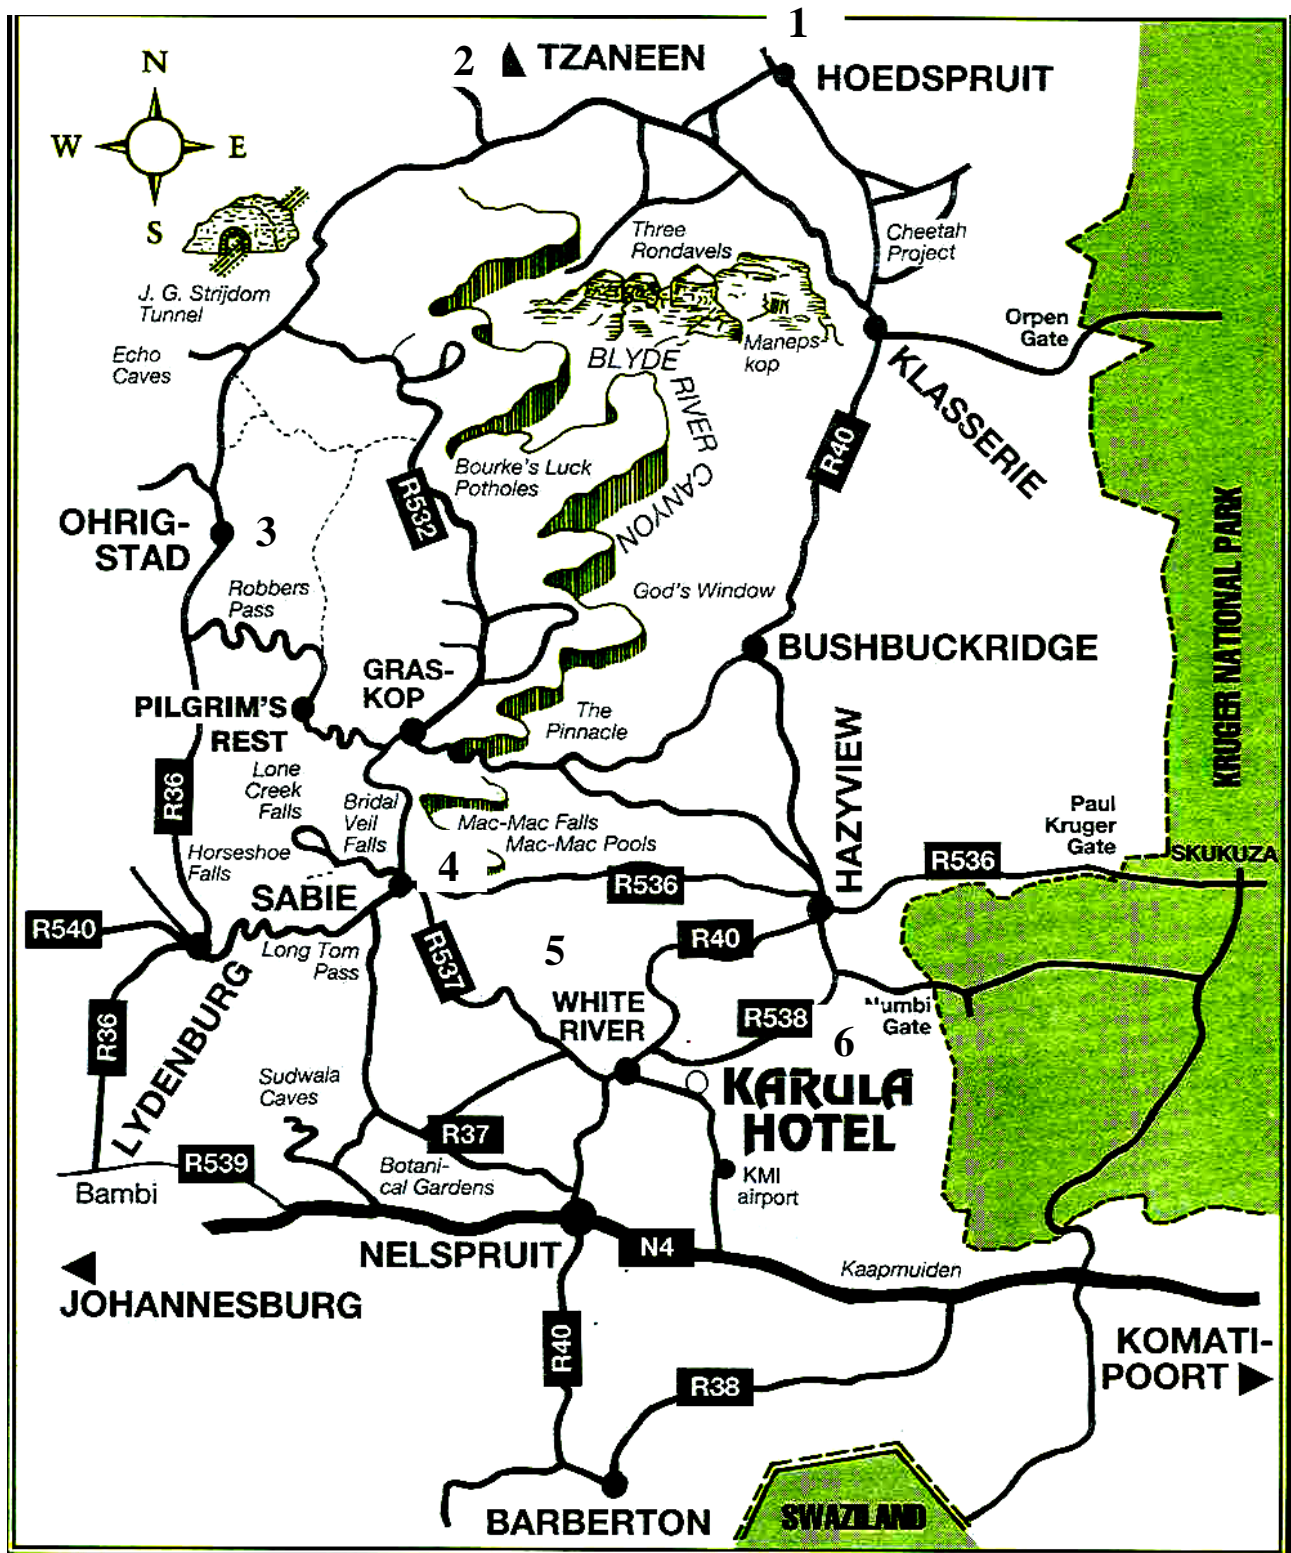 1
2
TZANEEN
HOEDSPRUIT
N
W
E
S
Three
Rondavels
Cheetah
Project
J. G. Strijdom
Tunnel
Orpen
Gate
Echo
Caves
BLYDE
RIVER CANYON
Maneps
kop
KLASSERIE
R40
Bourke's Luck
Potholes
R532
OHRIG-
STAD
3
KRUGER NATIONAL PARK
Robbers
Pass
God's Window
BUSHBUCKRIDGE
GRAS-
KOP
PILGRIM'S
REST
The
Pinnacle
HAZYVIEW
Lone
Creek
Falls
R36
Bridal
Veil
Falls
Mac-Mac Falls
Mac-Mac Pools
Paul
Kruger
Gate
Horseshoe
Falls
4
R536
R536
SKUKUZA
SABIE
R540
Long Tom
Pass
R537
5
R40
LYDENBURG
WHITE
RIVER
R538
Numbi
Gate
R36
6
Sudwala
Caves
KARULA
HOTEL
R37
R539
Botani-
cal Gardens
KMI
airport
Bambi
NELSPRUIT
N4
Kaapmuiden
JOHANNESBURG
R40
KOMATI-
POORT
R38
BARBERTON
SWAZILAND